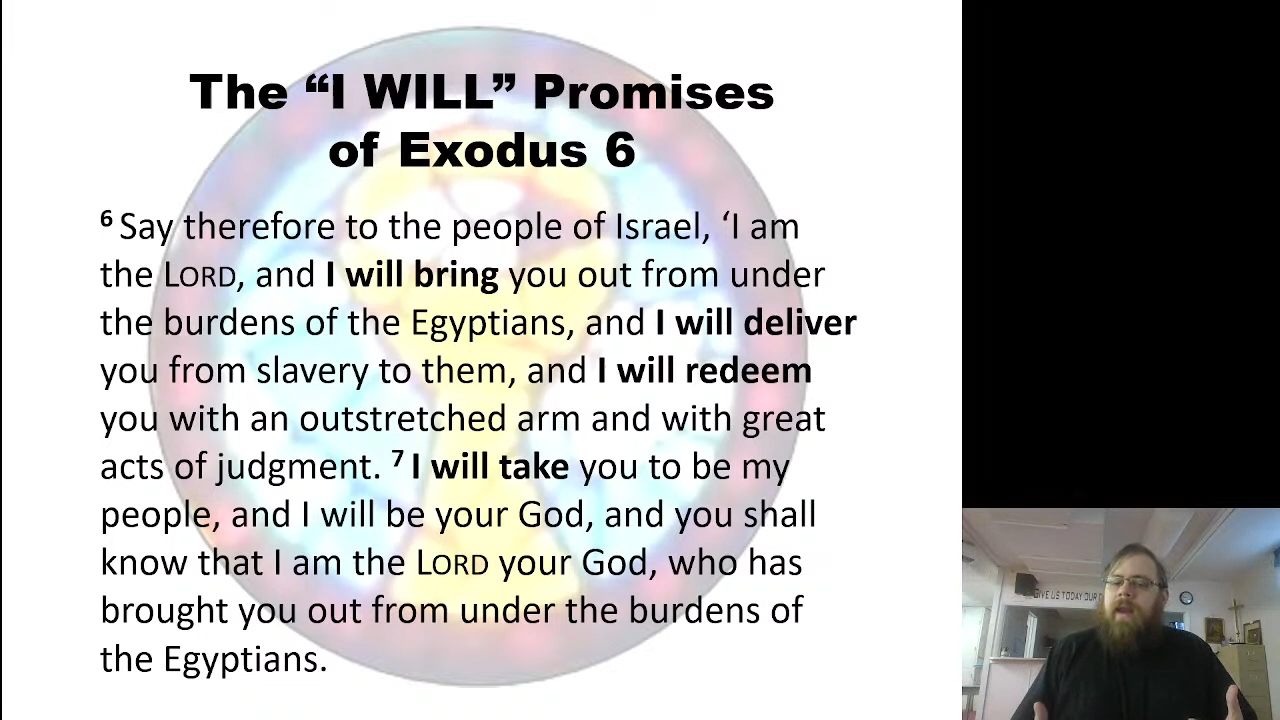 The “I WILL” Promises
of Exodus 6
⁶ Say therefore to the people of Israel, ‘I am
the LORD, and I will bring you out from under
the burdens of the Egyptians, and I will deliver
you from slavery to them, and I will redeem
you with an outstretched arm and with great
acts of judgment. ⁷ I will take you to be my
people, and I will be your God, and you shall
know that I am the LORD your God, who has
brought you out from under the burdens of
the Egyptians.
GIVE US TODAY OUR